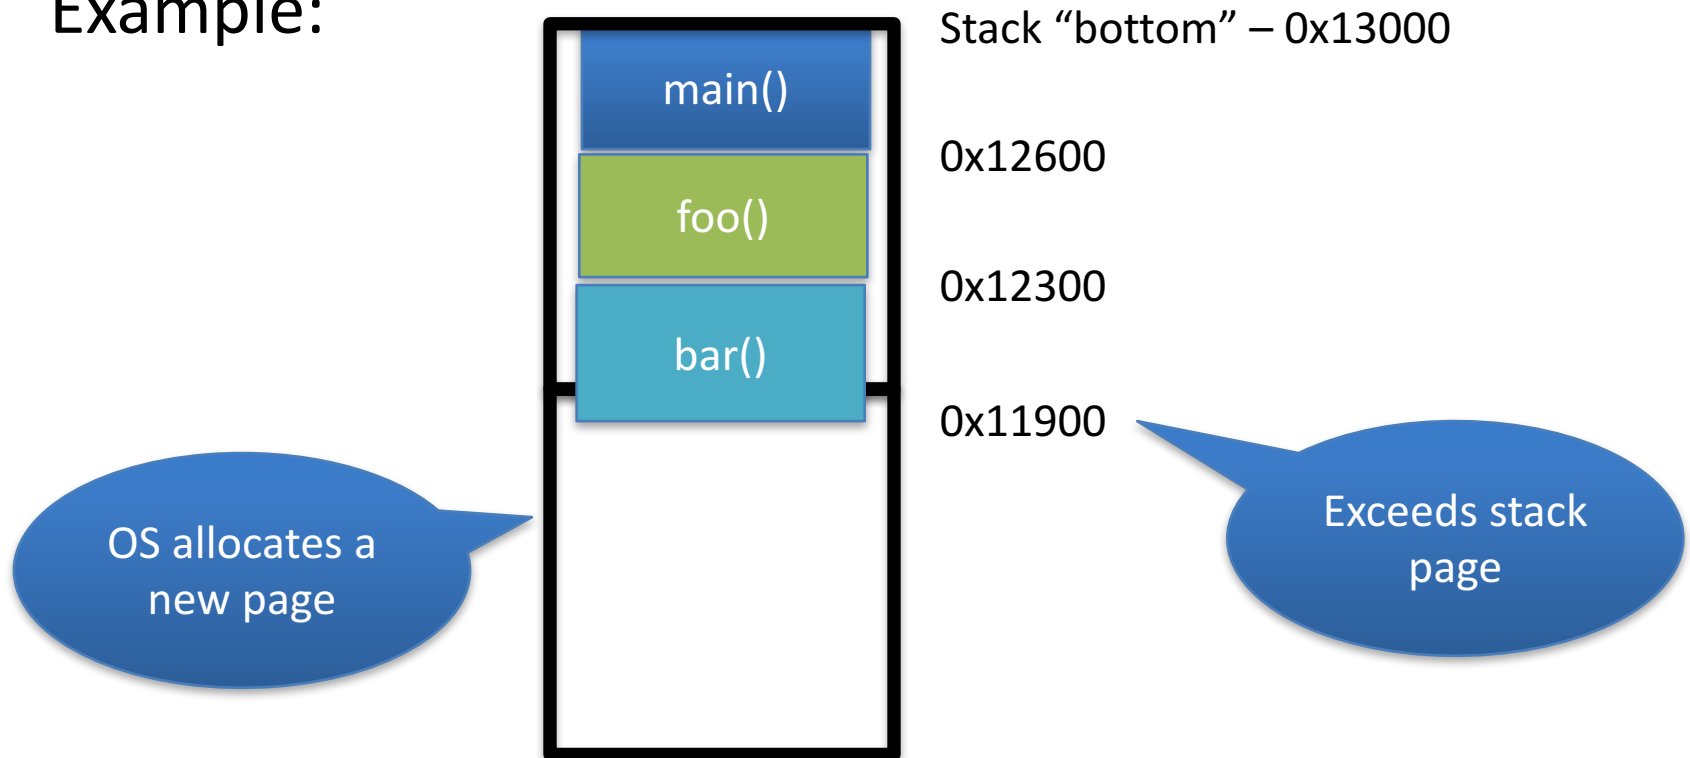 Example:
Stack “bottom” – 0x13000
main()
0x12600
foo()
0x12300
bar()
0x11900
Exceeds stack
page
OS allocates a
new page